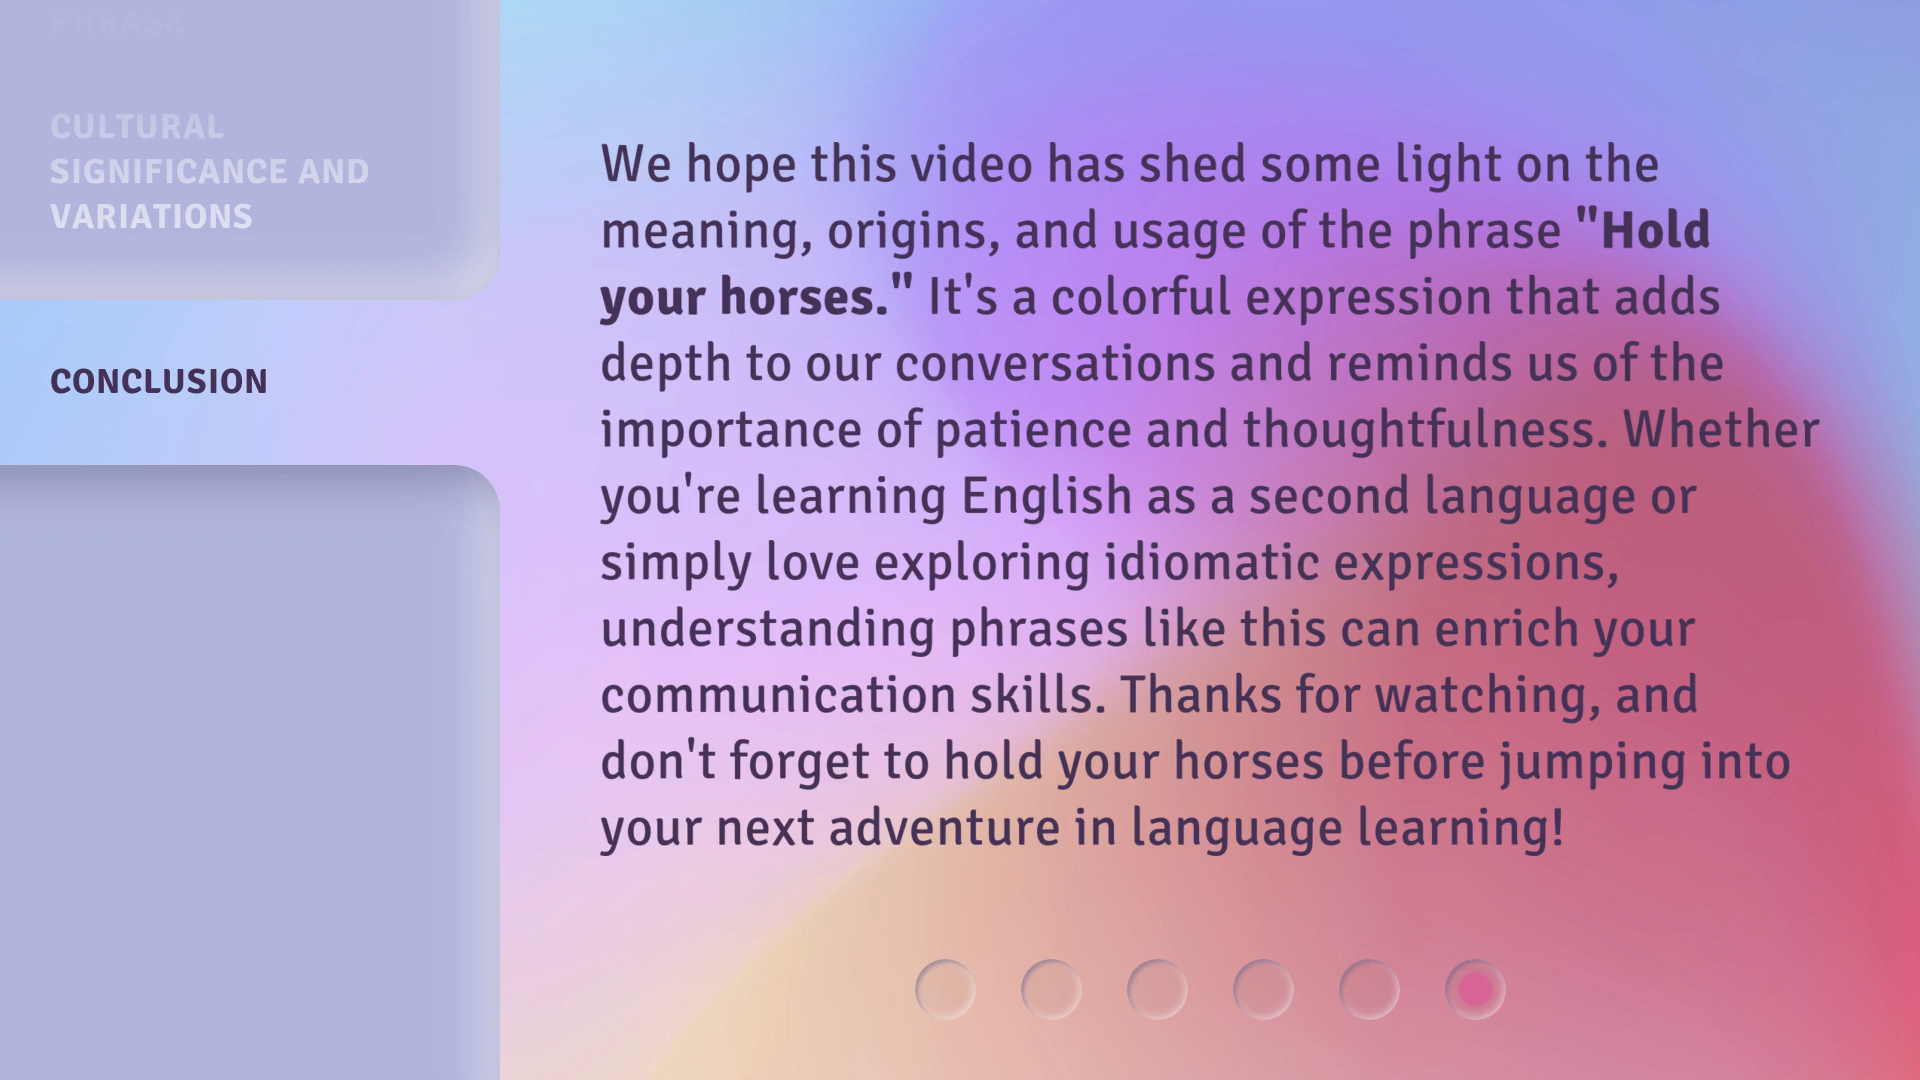 PHRASE
CULTURAL
SIGNIFICANCE AND
VARIATIONS
CONCLUSION
We hope this video has shed some light on the
meaning, origins, and usage of the phrase "Hold
your horses." It's a colorful expression that adds
depth to our conversations and reminds us of the
importance of patience and thoughtfulness. Whether
you're learning English as a second language or
simply love exploring idiomatic expressions,
understanding phrases like this can enrich your
communication skills. Thanks for watching, and
don't forget to hold your horses before jumping into
your next adventure in language learning!